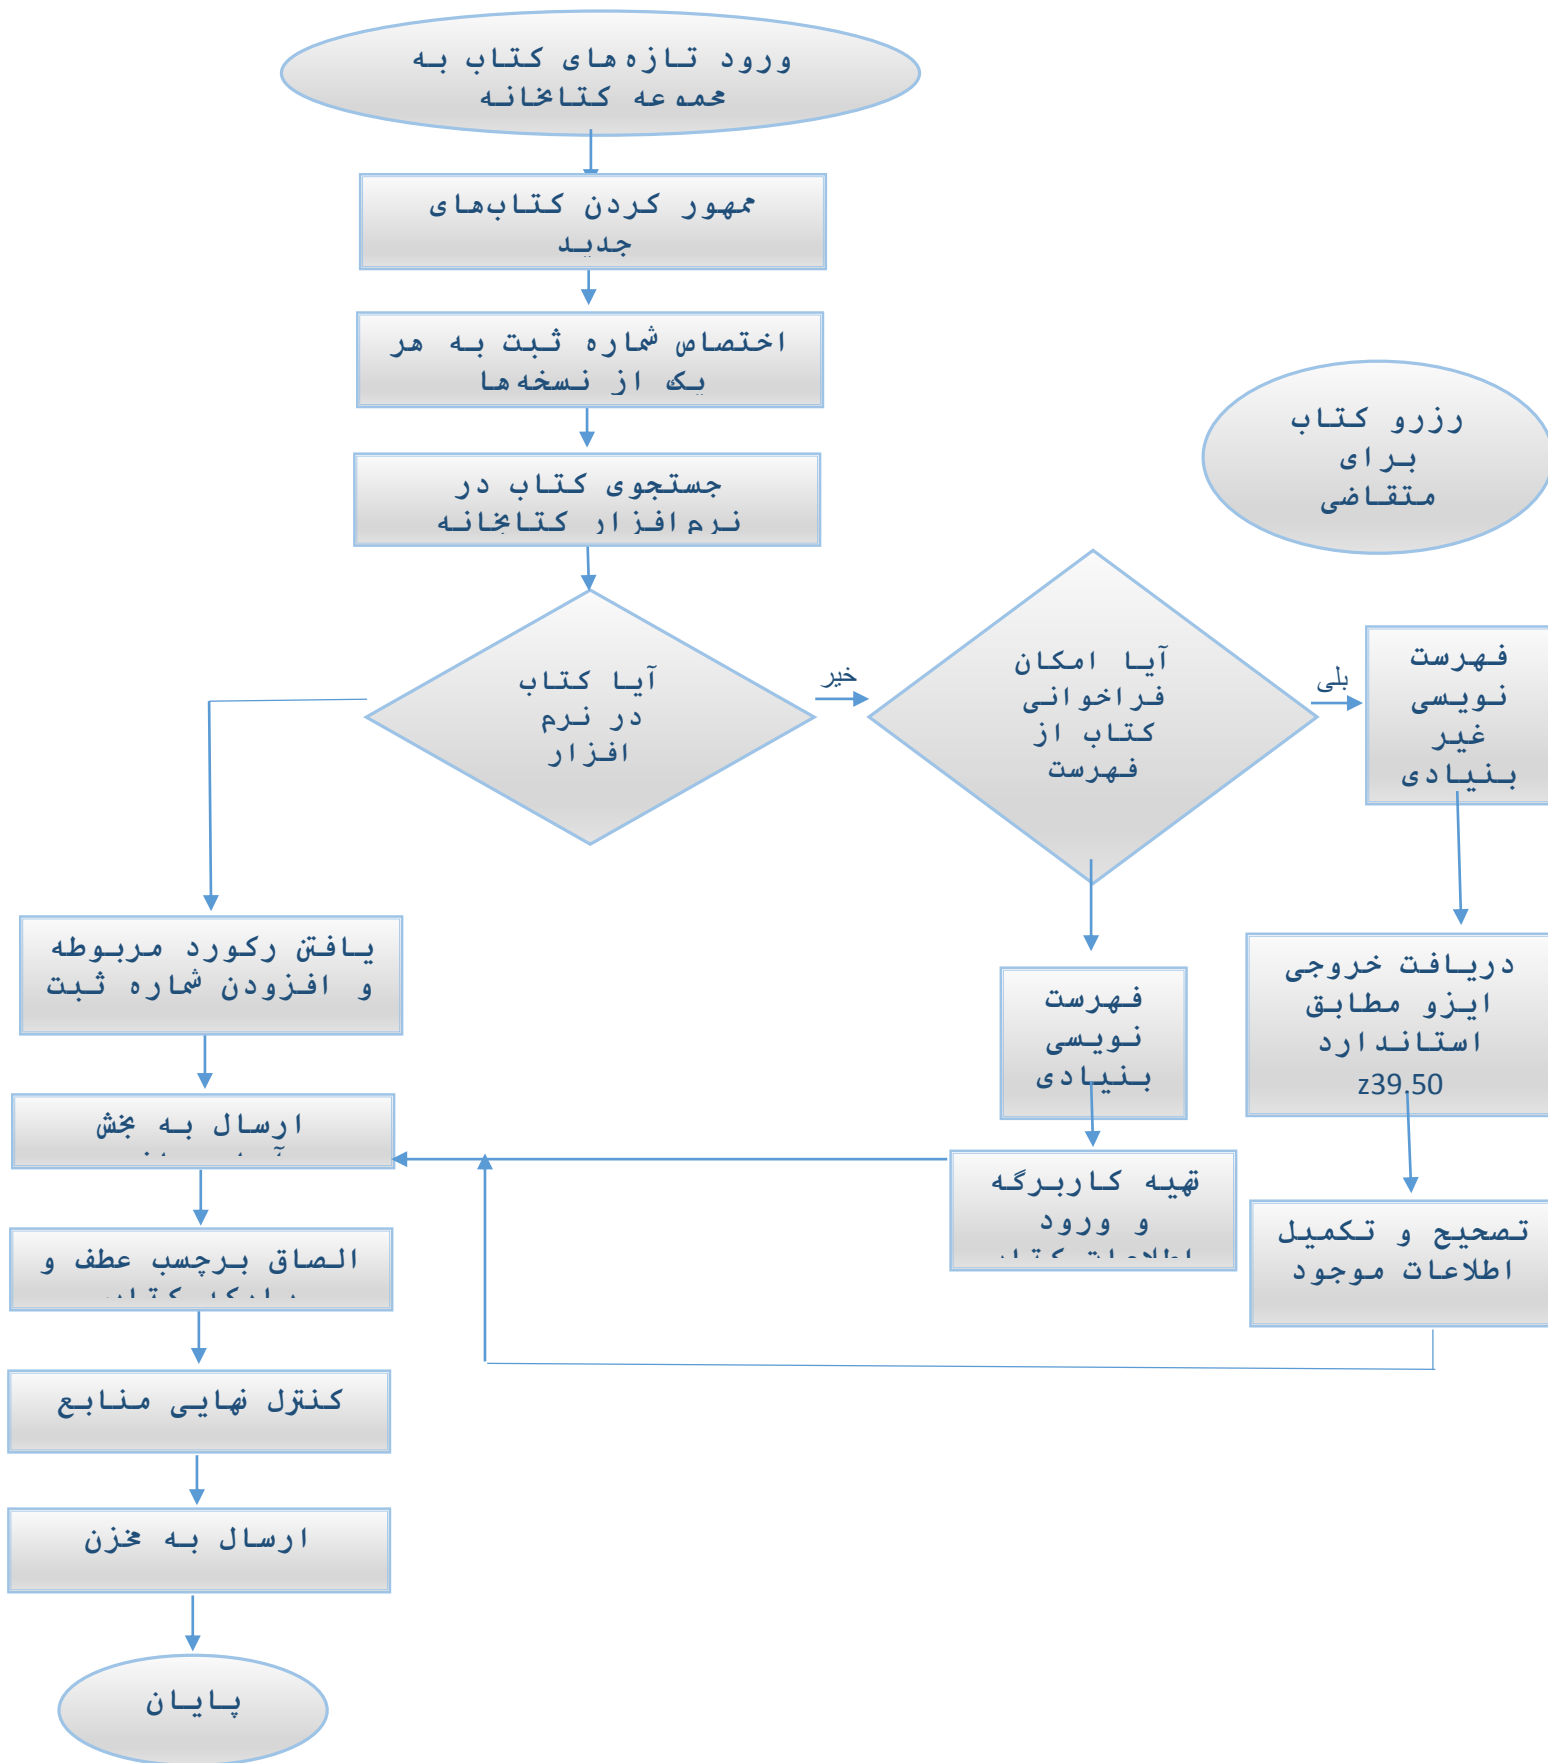 ورود تازه‌های کتاب به
مجموعه کتابخانه
ممهور کردن کتاب‌های
جدید
اختصاص شماره ثبت به هر
یک از نسخه‌ها
جستجوی کتاب در
نرم‌افزار کتابخانه
رزرو کتاب
برای
متقاضی
آیا کتاب
در نرم
افزار
خیر
آیا امکان
فراخوانی
کتاب از
فهرست
بلی
فهرست
نویسی
غیر
بنیادی
یافتن رکورد مربوطه
و افزودن شماره ثبت
فهرست
نویسی
بنیادی
دریافت خروجی
ایزو مطابق
استاندارد
z39.50
ارسال به بخش
تهیه کاربرگه
و ورود
اطلاعات کتاب
تصحیح و تکمیل
اطلاعات موجود
الصاق برچسب عطف و
کنترل نهایی منابع
ارسال به مخزن
پایان